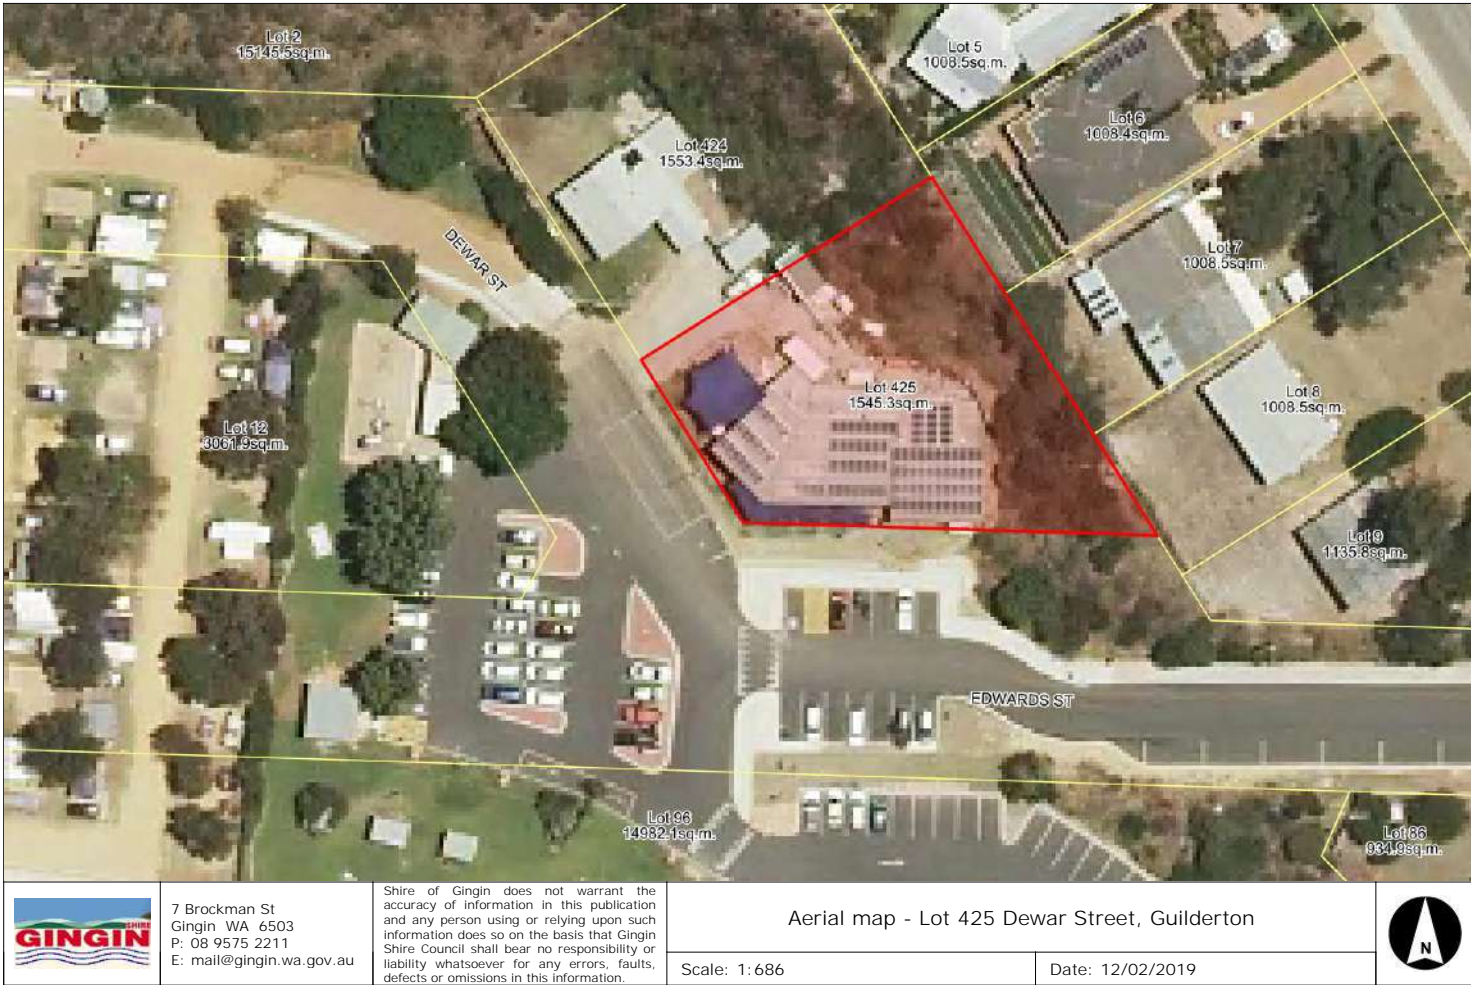 Lot 2
15145.5sq.m.
Lot 5
1008.5sq.m.
Lot 6
1008.4sq.m.
Lot 424
1553.4sq.m.
DEWAR ST
Lot 7
1008.5sq.m.
Lot 425
1545.3sq.m.
Lot 8
1008.5sq.m.
Lot 12
3061.9sq.m.
Lot 9
1135.8sq.m.
EDWARDS ST
Lot 96
14982.1sq.m.
Lot 86
934.9sq.m.
SHIRE
GINGIN
7 Brockman St
Gingin WA 6503
P: 08 9575 2211
E: mail@gingin.wa.gov.au
Shire of Gingin does not warrant the
accuracy of information in this publication
and any person using or relying upon such
information does so on the basis that Gingin
Shire Council shall bear no responsibility or
liability whatsoever for any errors, faults,
defects or omissions in this information.
Aerial map - Lot 425 Dewar Street, Guilderton
Scale: 1:686
Date: 12/02/2019
N